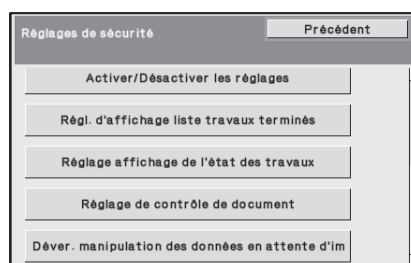 Réglages de sécurité
Précédent
Activer/Désactiver les réglages
Régl. d'affichage liste travaux terminés
Réglage affichage de l'état des travaux
Réglage de contrôle de document
Déver. manipulation des données en attente d'im